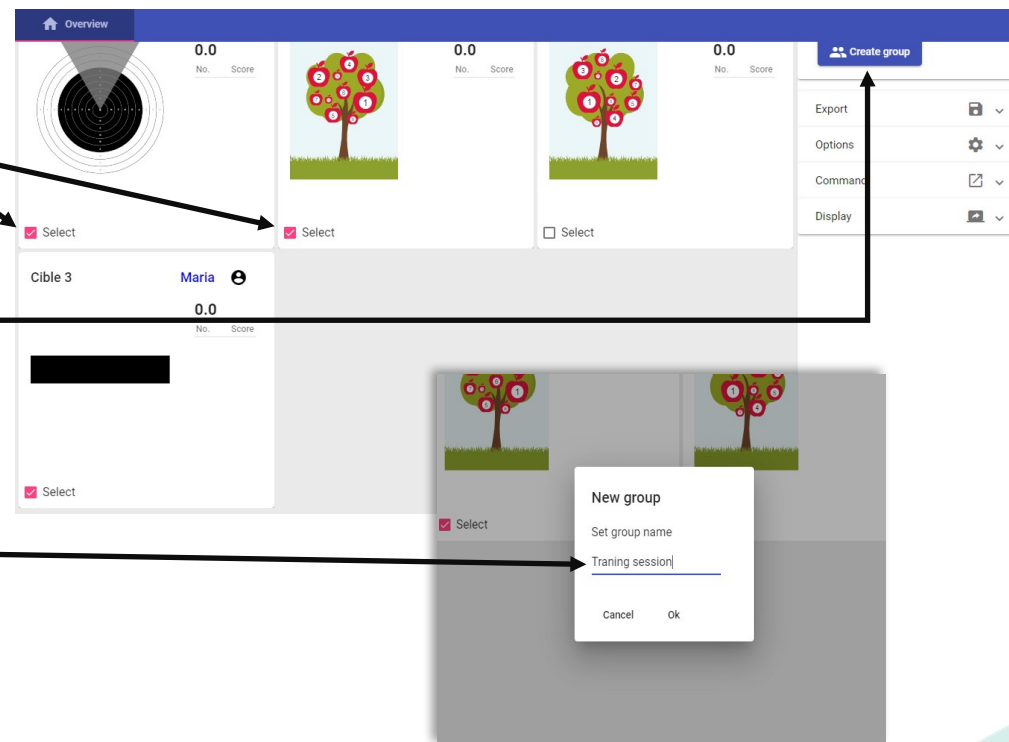 Overview
0.0
No. Score
0.0
No. Score
0.0
No. Score
Create group
Export
Options
Command
Display
Select
Select
Select
Cible 3 Maria
0.0
No. Score
Select
Select
New group
Set group name
Traning session
Cancel Ok